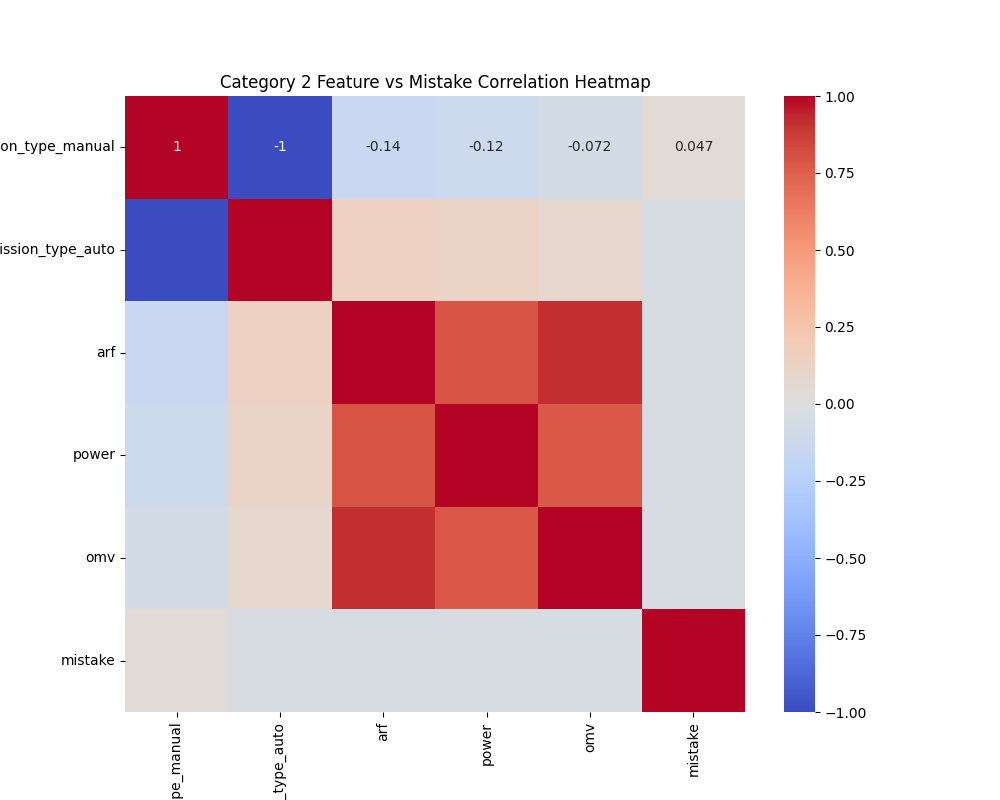 Category 2 Feature vs Mistake Correlation Heatmap
on_type_manual
1 -1 -0.14 -0.12 -0.072 0.047
ission_type_auto
arf
power
omv
mistake
pe_manual
_type_auto
arf
power
omv
mistake
1.00
0.75
0.50
0.25
0.00
−0.25
−0.50
−0.75
−1.00